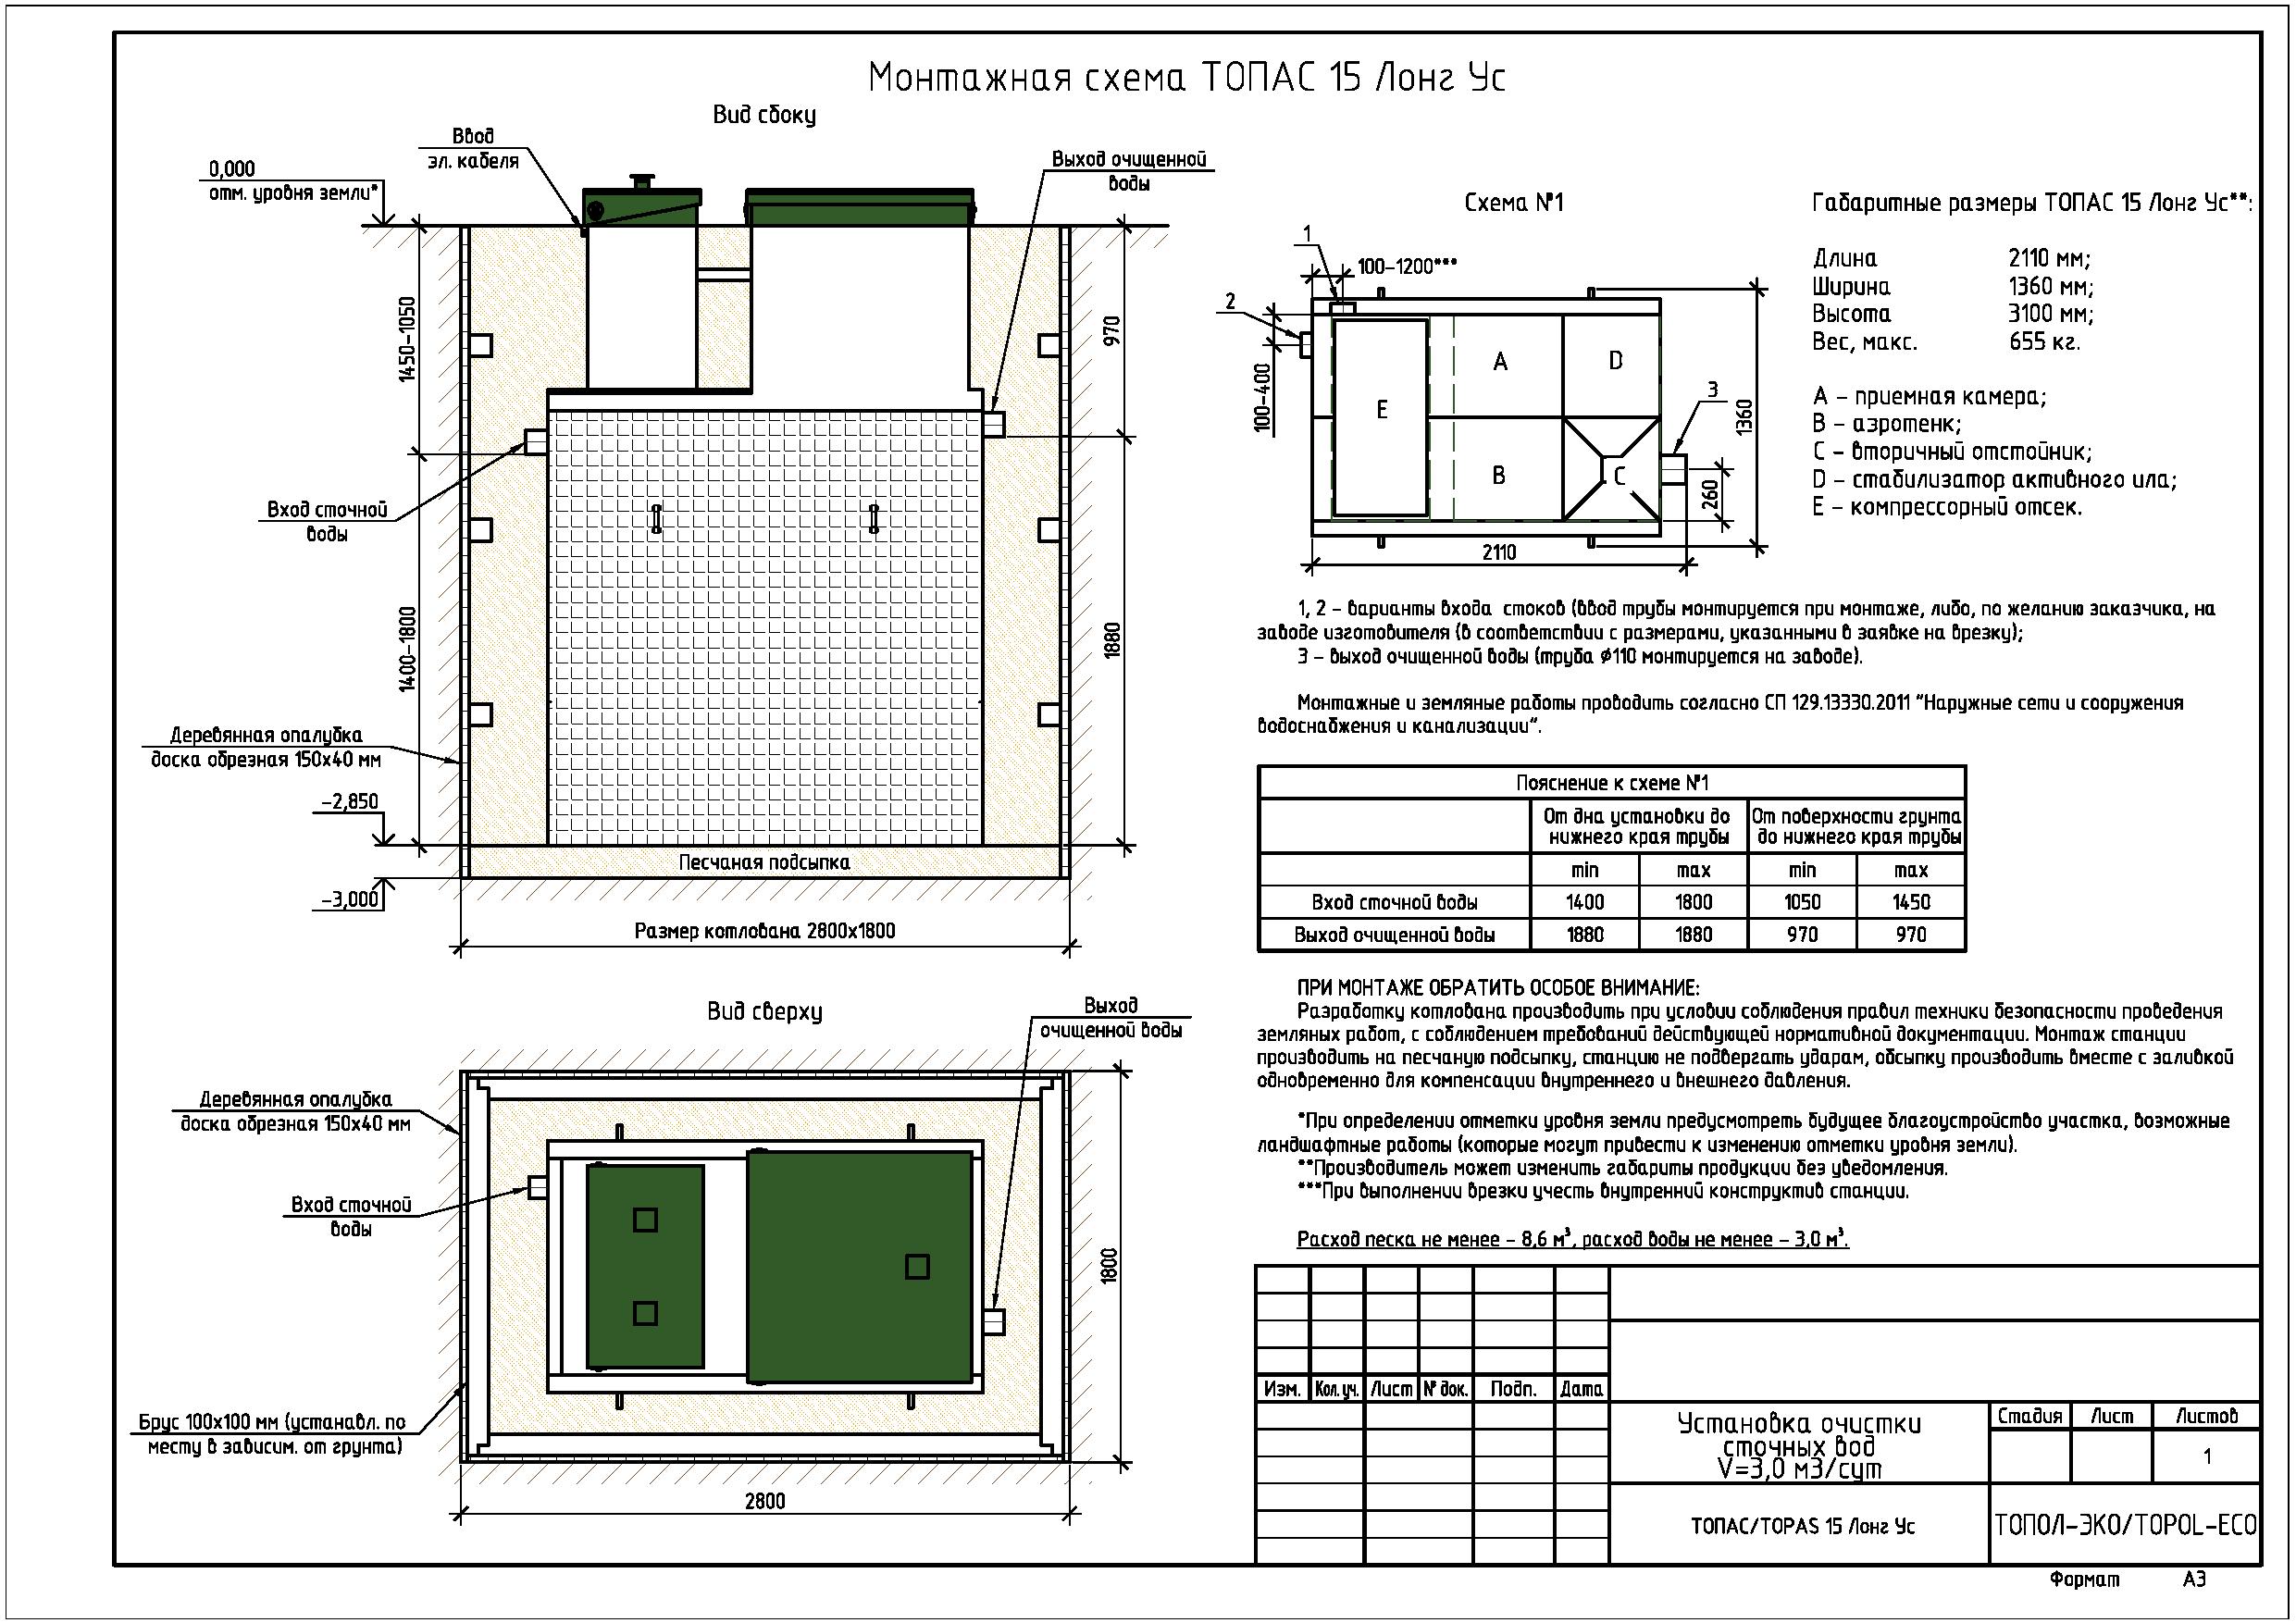 Монтажная схема ТОПАС 15 Лонг Ус
Вид сбоку
Ввод
эл. кабеля
0,000
отм. уровня земли*
Выход очищенной
воды
1450-1050
970
Вход сточной
воды
1400-1800
1880
Деревянная опалубка
доска обрезная 150х40 мм
-2,850
Песчаная подсыпка
-3,000
Размер котлована 2800х1800
Вид сверху
Выход
очищенной воды
Деревянная опалубка
доска обрезная 150х40 мм
Вход сточной
воды
1800
Брус 100х100 мм (устанавл. по
месту в зависим. от грунта)
2800
Схема №1
1
100-1200***
2
A
D
3
100-400
E
1360
B
C
260
2110
Габаритные размеры ТОПАС 15 Лонг Ус**:
Длина 2110 мм;
Ширина 1360 мм;
Высота 3100 мм;
Вес, макс. 655 кг.
A - приемная камера;
B - аэротенк;
C - вторичный отстойник;
D - стабилизатор активного ила;
E - компрессорный отсек.
1, 2 - варианты входа стоков (ввод трубы монтируется при монтаже, либо, по желанию заказчика, на
заводе изготовителя (в соответствии с размерами, указанными в заявке на врезку);
3 - выход очищенной воды (труба ϕ110 монтируется на заводе).
Монтажные и земляные работы проводить согласно СП 129.13330.2011 "Наружные сети и сооружения
водоснабжения и канализации".
Пояснение к схеме №1
От дна установки до
нижнего края трубы
От поверхности грунта
до нижнего края трубы
min max min max
Вход сточной воды 1400 1800 1050 1450
Выход очищенной воды 1880 1880 970 970
ПРИ МОНТАЖЕ ОБРАТИТЬ ОСОБОЕ ВНИМАНИЕ:
Разработку котлована производить при условии соблюдения правил техники безопасности проведения
земляных работ, с соблюдением требований действующей нормативной документации. Монтаж станции
производить на песчаную подсыпку, станцию не подвергать ударам, обсыпку производить вместе с заливкой
одновременно для компенсации внутреннего и внешнего давления.
*При определении отметки уровня земли предусмотреть будущее благоустройство участка, возможные
ландшафтные работы (которые могут привести к изменению отметки уровня земли).
**Производитель может изменить габариты продукции без уведомления.
***При выполнении врезки учесть внутренний конструктив станции.
Расход песка не менее - 8,6 м³, расход воды не менее - 3,0 м³.
Изм. Кол.уч. Лист № док. Подп. Дата
Установка очистки
сточных вод
V=3,0 м3/сут
Стадия Лист Листов
1
ТОПАС/TOPAS 15 Лонг Ус
ТОПОЛ-ЭКО/TOPOL-ECO
Формат А3